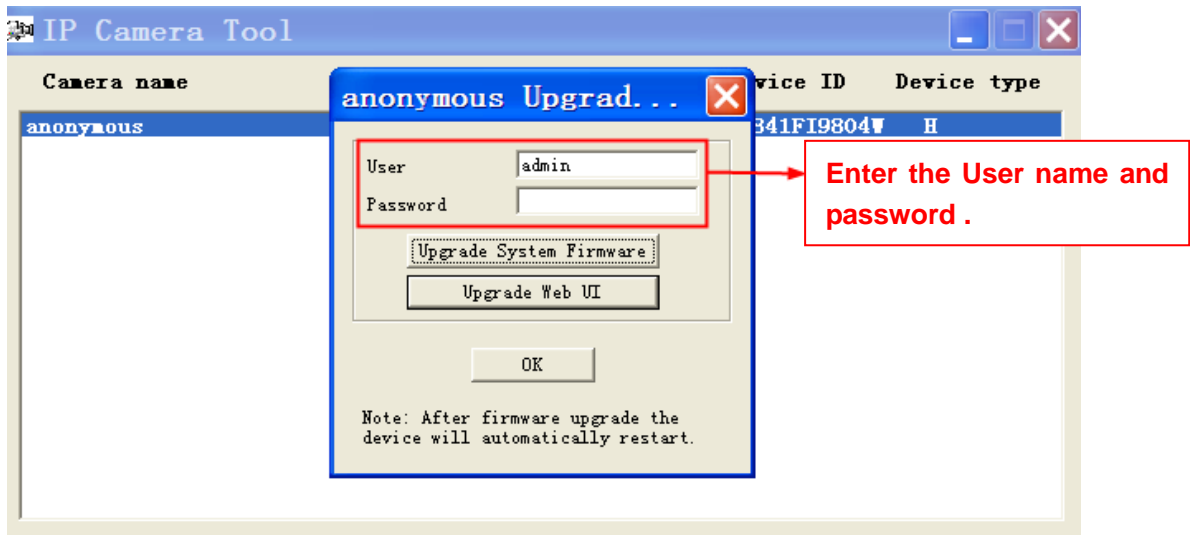 IP Camera Tool
Camera name vice ID Device type
anonymous Upgrad...
anonymous 341FI9804W H
User admin
Password
Enter the User name and
password .
Upgrade System Firmware
Upgrade Web UI
OK
Note: After firmware upgrade the
device will automatically restart.